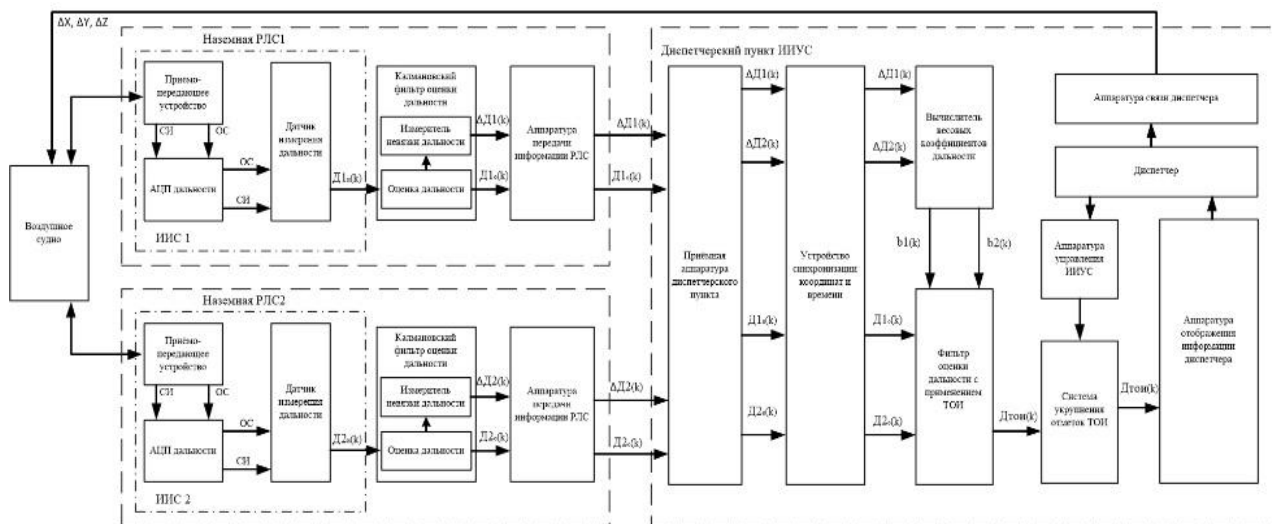 ΔX, ΔY, ΔZ
Воздушное
судно
Наземная РЛС1
Приёмо-
передающее
устройство
СИ
ОС
АЦП дальности
ОС
СИ
Датчик
измерения
дальности
ИИС 1
Д1и(k)
Калмановский
фильтр оценки
дальности
Измеритель
невязки дальности
Оценка дальности
ΔД1(k)
Д1о(k)
Аппаратура
передачи
информации РЛС
ΔД1(k)
Д1о(k)
Наземная РЛС2
Приёмо-
передающее
устройство
СИ
ОС
АЦП дальности
ОС
СИ
Датчик
измерения
дальности
ИИС 2
Д2и(k)
Калмановский
фильтр оценки
дальности
Измеритель
невязки дальности
Оценка дальности
ΔД2(k)
Д2о(k)
Аппаратура
передачи
информации РЛС
ΔД2(k)
Д2о(k)
Диспетчерский пункт ИИУС
Приёмная
аппаратура
диспетчерского
пункта
ΔД1(k)
ΔД2(k)
Д1о(k)
Д2о(k)
Устройство
синхронизации
координат и
времени
ΔД1(k)
ΔД2(k)
Д1о(k)
Д2о(k)
Вычислитель
весовых
коэффициентов
дальности
b1(k)
b2(k)
Фильтр
оценки
дальности с
применением
ТОИ
Дтои(k)
Аппаратура связи диспетчера
Диспетчер
Аппаратура
управления
ИИУС
Система
укрупнения
отметок ТОИ
Дтои(k)
Аппаратура
отображения
информации
диспетчера